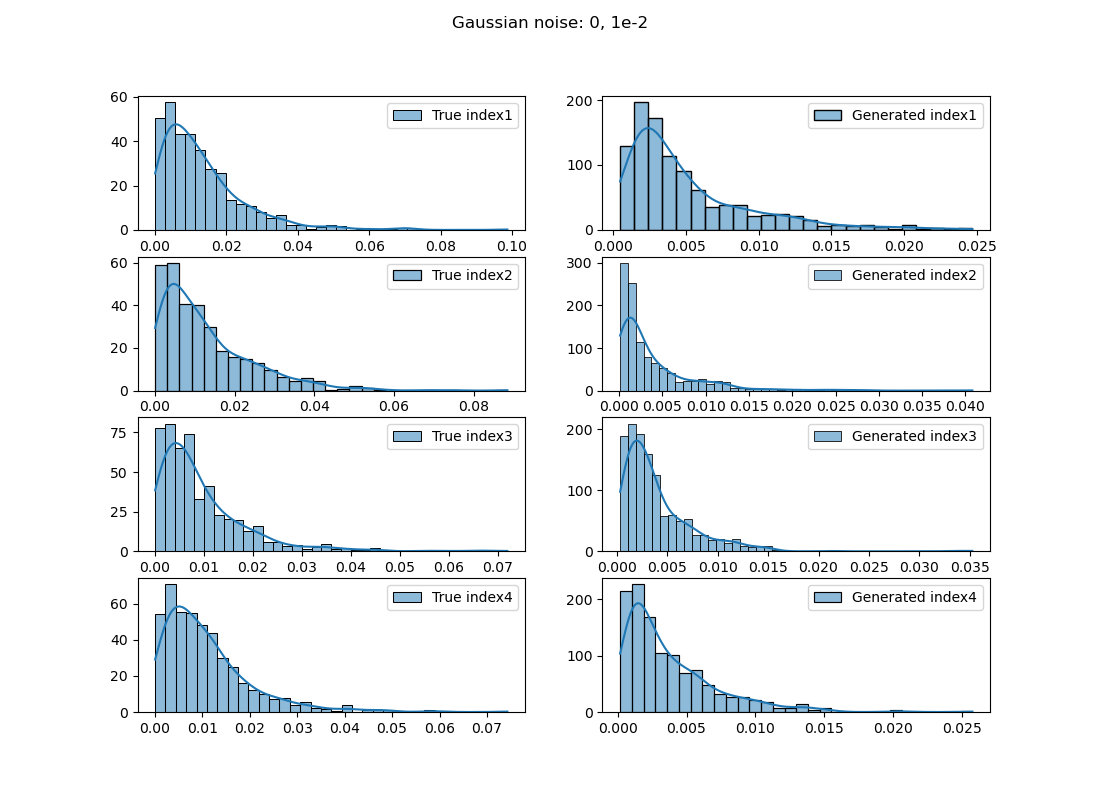 Gaussian noise: 0, 1e-2
60
40
20
0
True index1
0.00 0.02 0.04 0.06 0.08 0.10
200
100
0
Generated index1
0.000 0.005 0.010 0.015 0.020 0.025
60
40
20
0
True index2
0.00 0.02 0.04 0.06 0.08
300
200
100
0
Generated index2
0.000 0.005 0.010 0.015 0.020 0.025 0.030 0.035 0.040
75
50
25
0
True index3
0.00 0.01 0.02 0.03 0.04 0.05 0.06 0.07
200
100
0
Generated index3
0.000 0.005 0.010 0.015 0.020 0.025 0.030 0.035
60
40
20
0
True index4
0.00 0.01 0.02 0.03 0.04 0.05 0.06 0.07
200
100
0
Generated index4
0.000 0.005 0.010 0.015 0.020 0.025